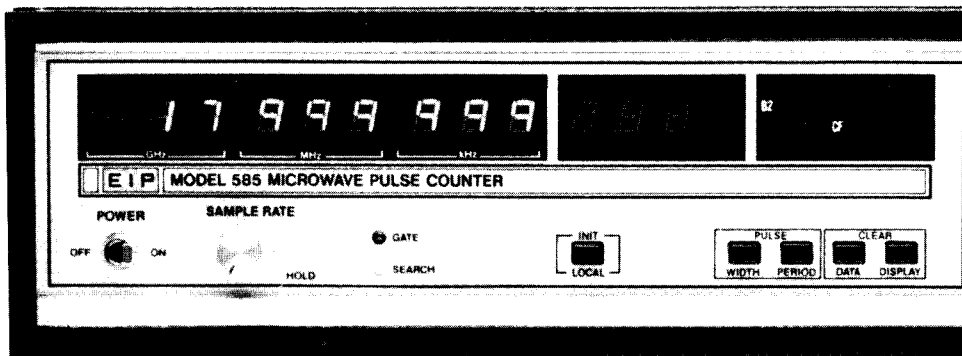 17 999 999
B2
CF
GHz MHz kHz
EIP MODEL 585 MICROWAVE PULSE COUNTER
POWER
SAMPLE RATE
OFF ON
HOLD
GATE
SEARCH
INIT
LOCAL
PULSE
WIDTH PERIOD
CLEAR
DATA DISPLAY